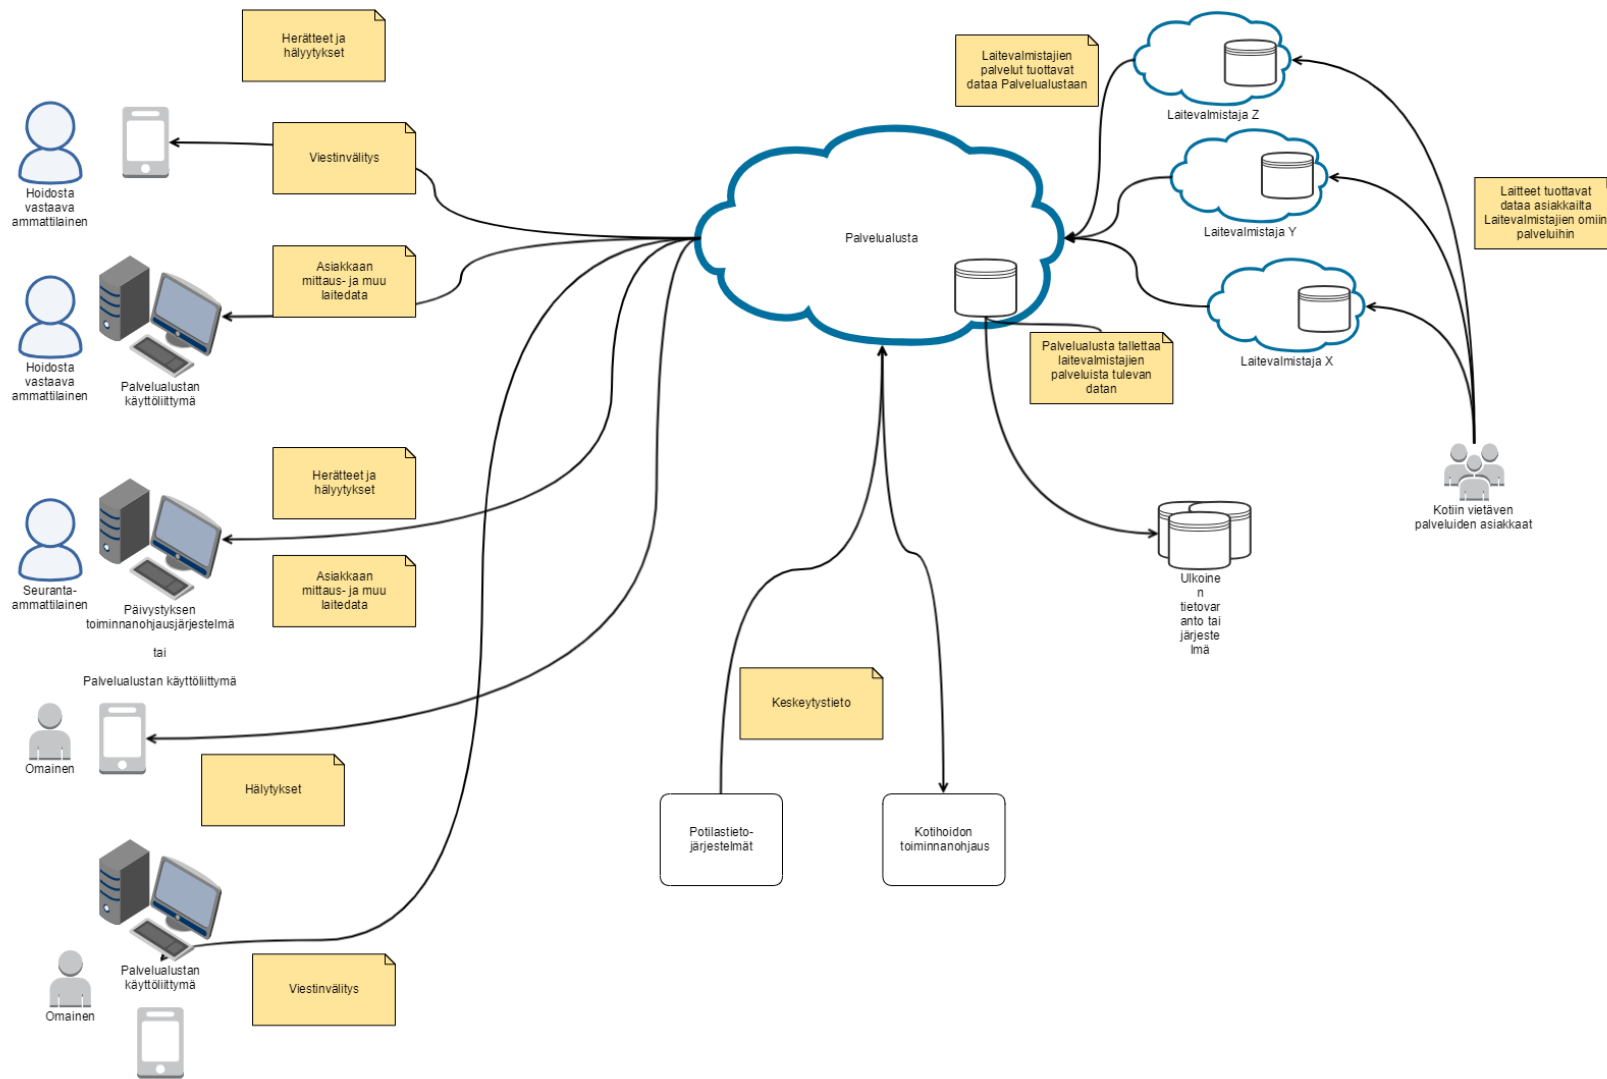 Herätteet ja
hälyytykset
Hoidosta
vastaava
ammattilainen
Viestinvälitys
Hoidosta
vastaava
ammattilainen
Palvelualustan
käyttöliittymä
Asiakkaan
mittaus- ja muu
laitedata
Seuranta-
ammattilainen
Päivystyksen
toiminnanohjausjärjestelmä
tai
Palvelualustan käyttöliittymä
Herätteet ja
hälyytykset
Asiakkaan
mittaus- ja muu
laitedata
Omainen
Hälytykset
Palvelualustan
käyttöliittymä
Omainen
Viestinvälitys
Palvelualusta
Palvelualusta tallettaa
laitevalmistajien
palveluista tulevan
datan
Keskeytystieto
Potilastieto-
järjestelmät
Kotihoidon
toiminnanohjaus
Laitevalmistajien
palvelut tuottavat
dataa Palvelualustaan
Laitevalmistaja Z
Laitevalmistaja Y
Laitevalmistaja X
Laitteet tuottavat
dataa asiakkailta
Laitevalmistajien omiin
palveluihin
Kotiin vietäven
palveluiden asiakkaat
Ulkoine
n
tietovar
anto tai
järjeste
lmä